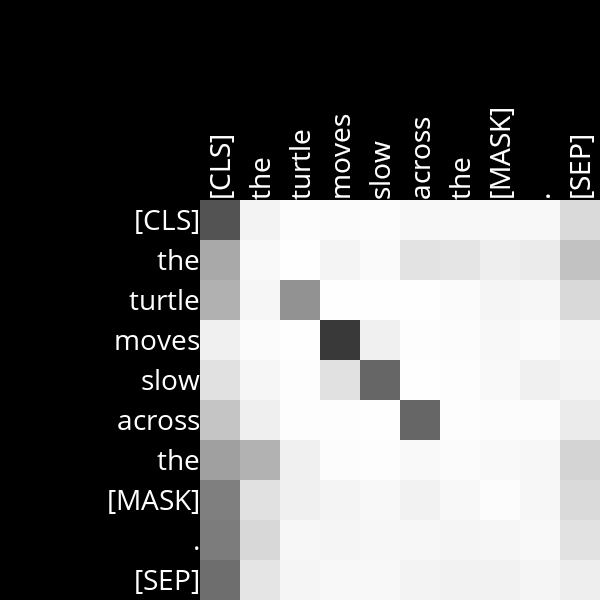 [CLS] the turtle moves slow across the [MASK] . [SEP]
[CLS]
the
turtle
moves
slow
across
the
[MASK]
.
[SEP]